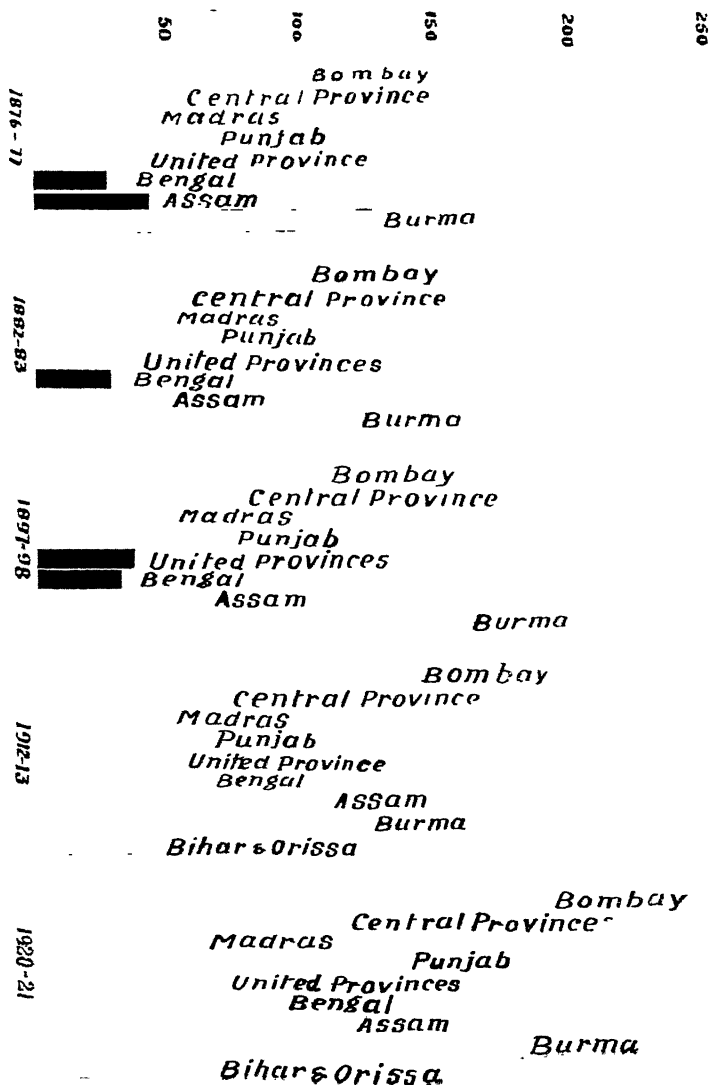 50 100 150 200 250
1876-77
Bombay
Central Province
Madras
Punjab
United Province
Bengal
Assam
Burma
1882-83
Bombay
Central Province
Madras
Punjab
United Provinces
Bengal
Assam
Burma
1897-98
Bombay
Central Province
Madras
Punjab
United Provinces
Bengal
Assam
Burma
1912-13
Bombay
Central Province
Madras
Punjab
United Province
Bengal
Assam
Burma
Bihar & Orissa
1920-21
Bombay
Central Provinces
Madras
Punjab
United Provinces
Bengal
Assam
Burma
Bihar & Orissa